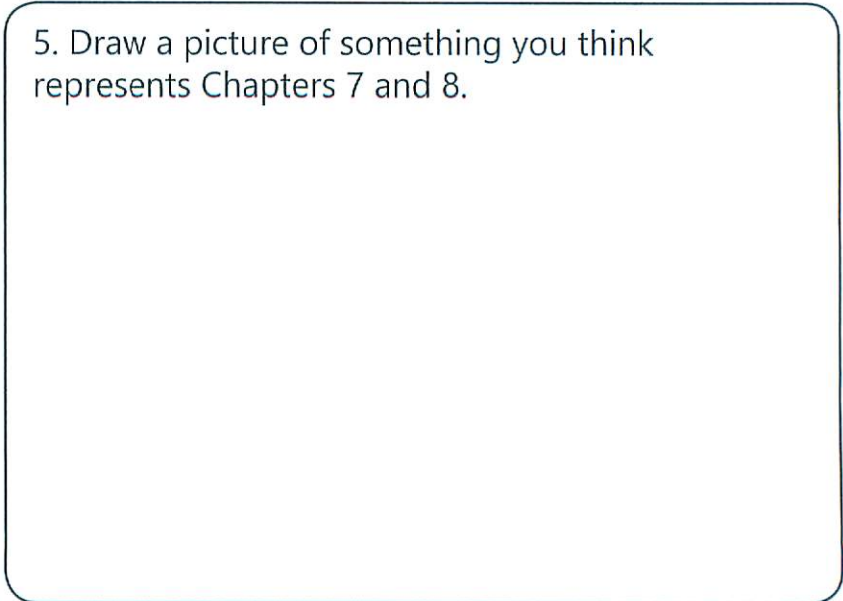 5. Draw a picture of something you think
represents Chapters 7 and 8.